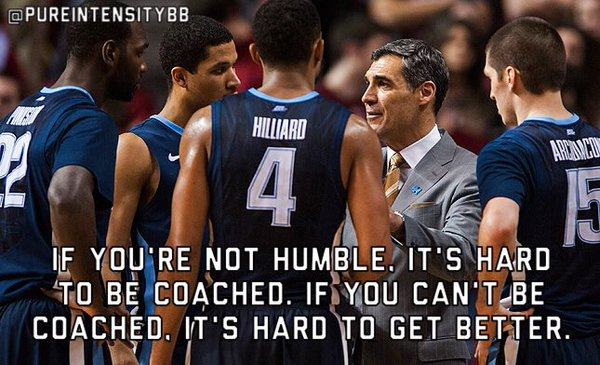 @PUREINTENSITYBB
HILLIARD
22
4
15
IF YOU'RE NOT HUMBLE, IT'S HARD
TO BE COACHED. IF YOU CAN'T BE
COACHED, IT'S HARD TO GET BETTER.